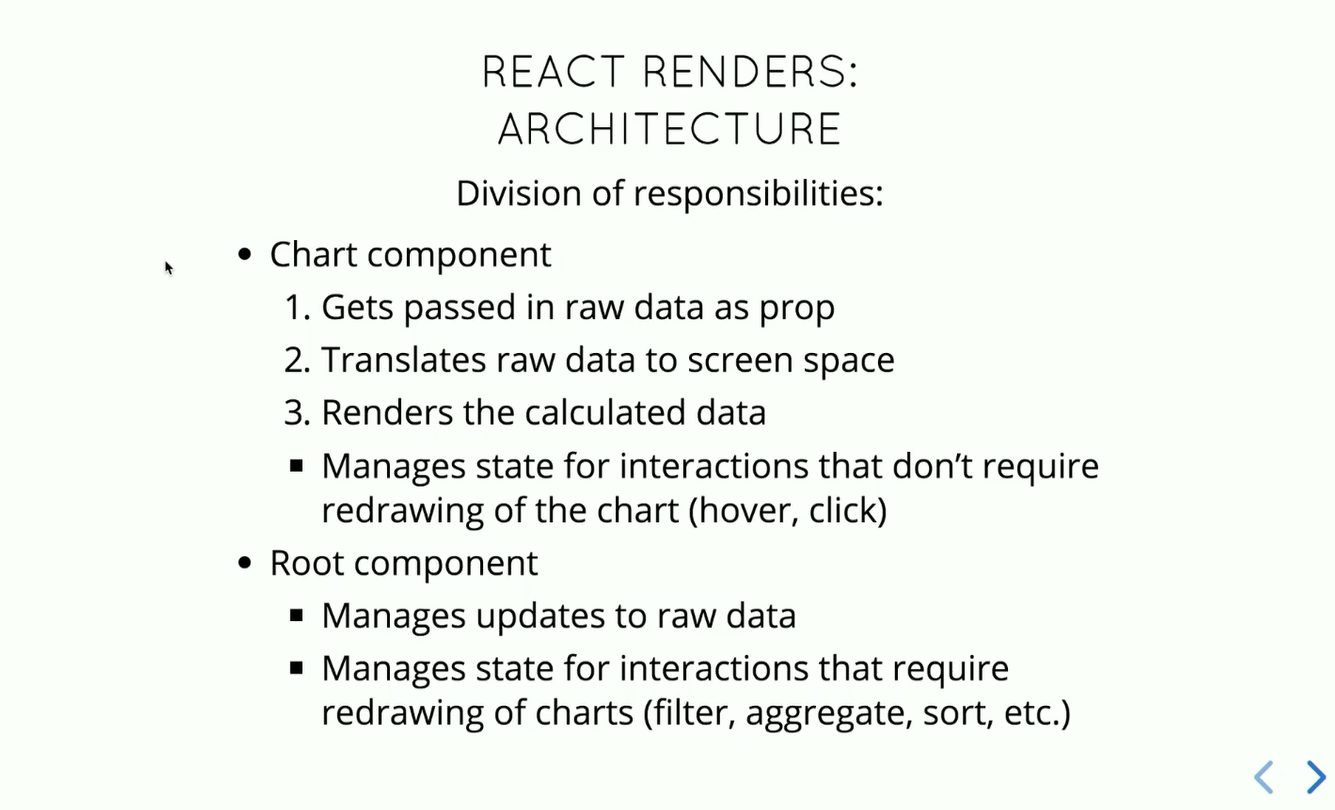 REACT RENDERS:
ARCHITECTURE
Division of responsibilities:
• Chart component
1. Gets passed in raw data as prop
2. Translates raw data to screen space
3. Renders the calculated data
▪ Manages state for interactions that don’t require
redrawing of the chart (hover, click)
• Root component
▪ Manages updates to raw data
▪ Manages state for interactions that require
redrawing of charts (filter, aggregate, sort, etc.)